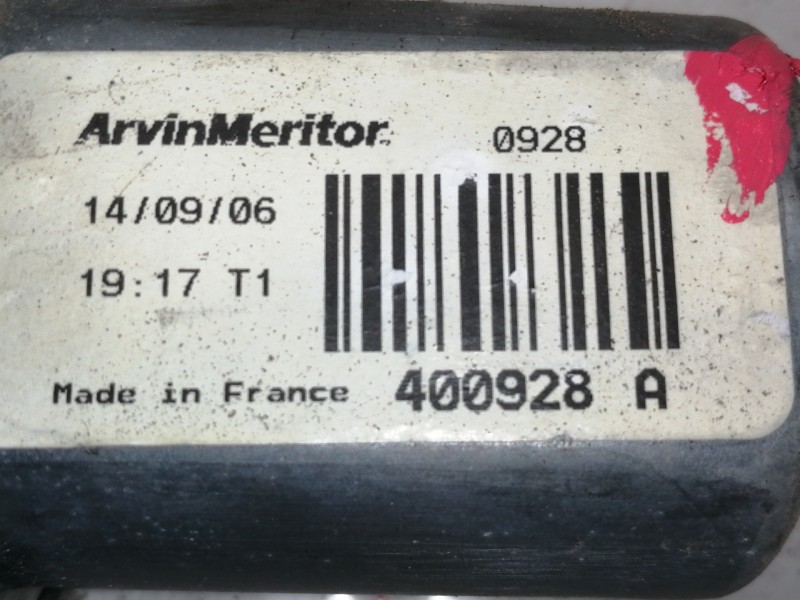 ArvinMeritor 0928
14/09/06
19:17 T1
Made in France 400928 A